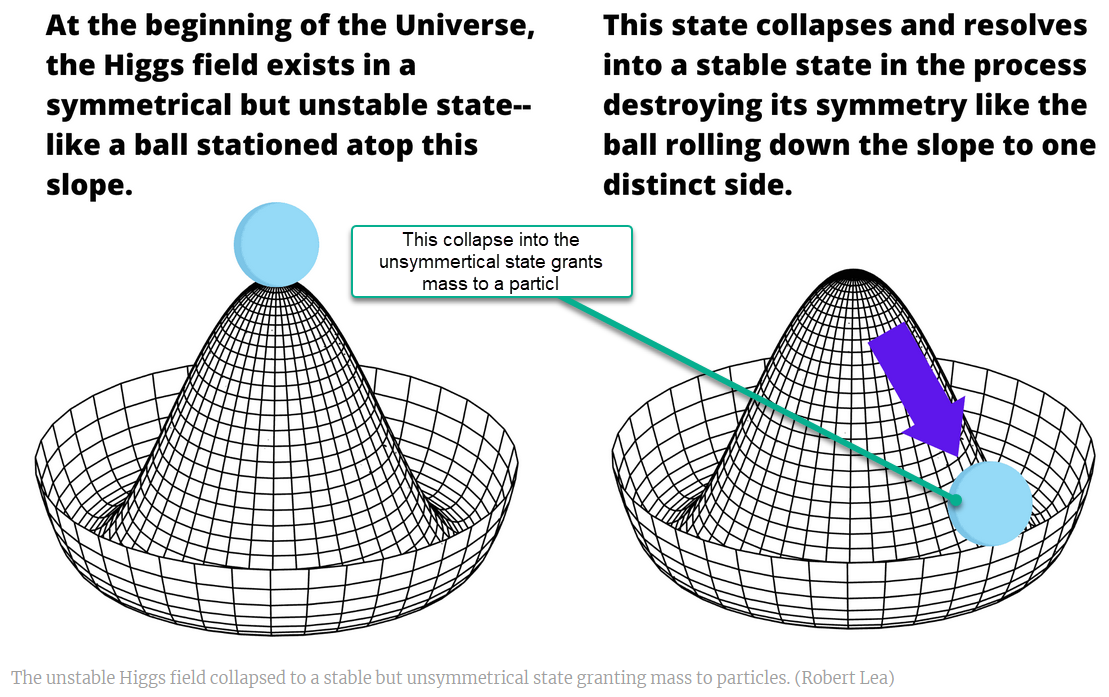 At the beginning of the Universe,
the Higgs field exists in a
symmetrical but unstable state--
like a ball stationed atop this
slope.
This state collapses and resolves
into a stable state in the process
destroying its symmetry like the
ball rolling down the slope to one
distinct side.
This collapse into the
unsymmertical state grants
mass to a particl
The unstable Higgs field collapsed to a stable but unsymmetrical state granting mass to particles. (Robert Lea)